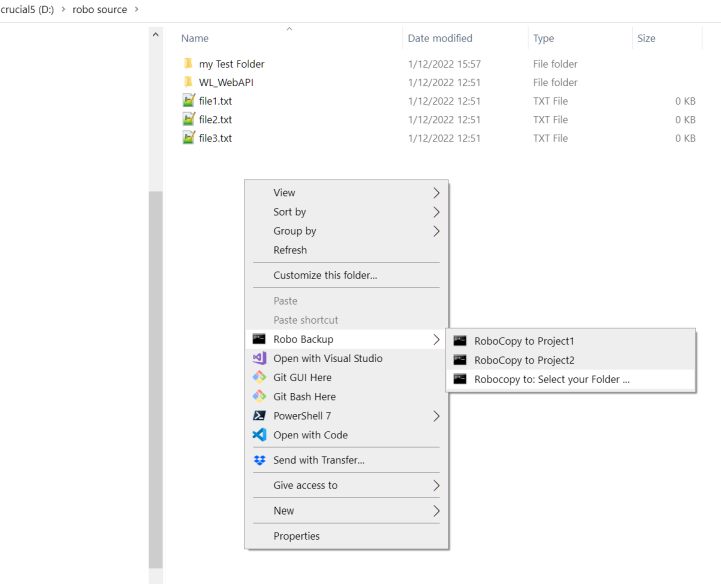 crucial5 (D:) > robo source >
Name Date modified Type Size
my Test Folder 1/12/2022 15:57 File folder
WL_WebAPI 1/12/2022 12:51 File folder
file1.txt 1/12/2022 12:51 TXT File 0 KB
file2.txt 1/12/2022 12:51 TXT File 0 KB
file3.txt 1/12/2022 12:51 TXT File 0 KB
View
Sort by
Group by
Refresh
Customize this folder...
Paste
Paste shortcut
Robo Backup
Open with Visual Studio
Git GUI Here
Git Bash Here
PowerShell 7
Open with Code
Send with Transfer...
Give access to
New
Properties
RoboCopy to Project1
RoboCopy to Project2
Robocopy to: Select your Folder ...